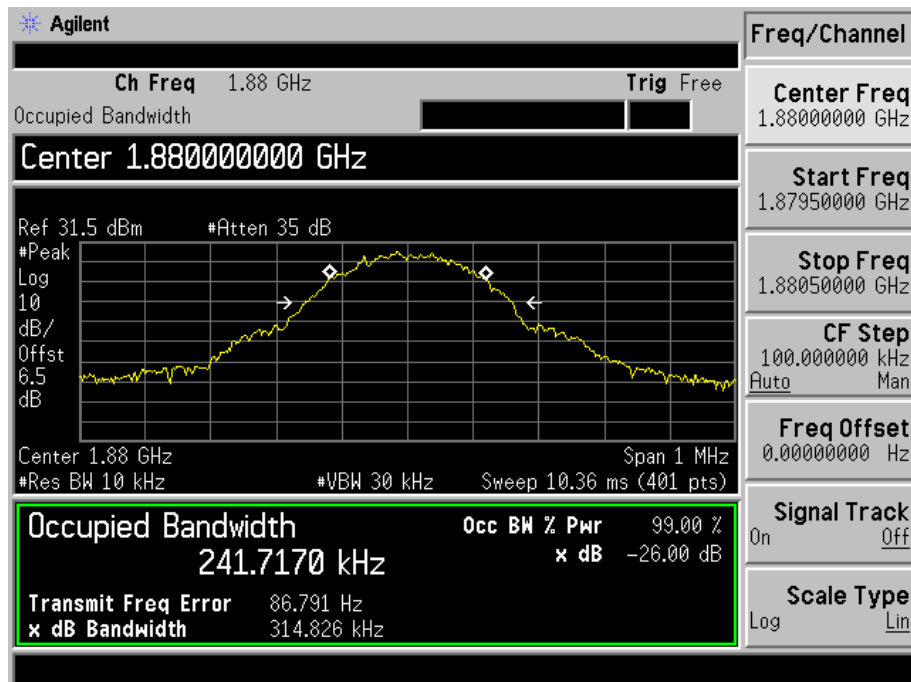 Agilent
Freq/Channel
Ch Freq 1.88 GHz
Trig Free
Occupied Bandwidth
Center 1.880000000 GHz
Ref 31.5 dBm
#Atten 35 dB
#Peak
Log
10
dB/
Offst
6.5
dB
Center 1.88 GHz
Span 1 MHz
#Res BW 10 kHz
#VBW 30 kHz
Sweep 10.36 ms (401 pts)
Occupied Bandwidth
241.7170 kHz
Occ BW % Pwr 99.00 %
x dB -26.00 dB
Transmit Freq Error 86.791 Hz
x dB Bandwidth 314.826 kHz
Center Freq
1.88000000 GHz
Start Freq
1.87950000 GHz
Stop Freq
1.88050000 GHz
CF Step
100.000000 kHz
Auto Man
Freq Offset
0.00000000 Hz
Signal Track
On Off
Scale Type
Log Lin